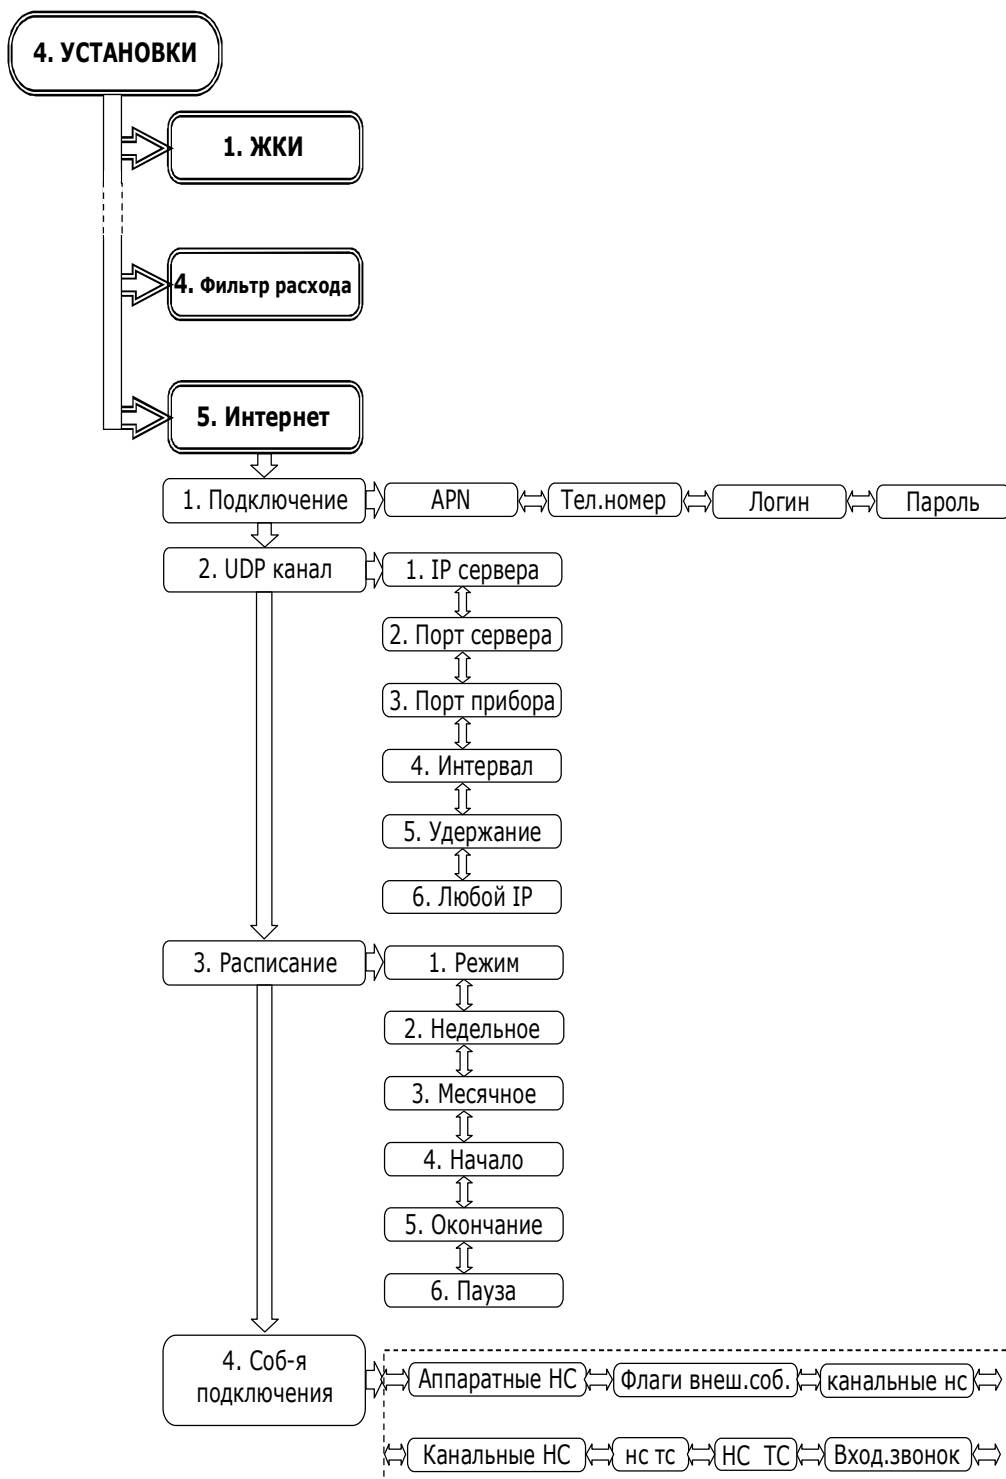 4. УСТАНОВКИ
1. ЖКИ
4. Фильтр расхода
5. Интернет
1. Подключение
APN
Тел.номер
Логин
Пароль
2. UDP канал
1. IP сервера
2. Порт сервера
3. Порт прибора
4. Интервал
5. Удержание
6. Любой IP
3. Расписание
1. Режим
2. Недельное
3. Месячное
4. Начало
5. Окончание
6. Пауза
4. Соб-я
подключения
Аппаратные НС
Флаги внеш.соб.
канальные нс
Канальные НС
нс тс
НС ТС
Вход.звонок